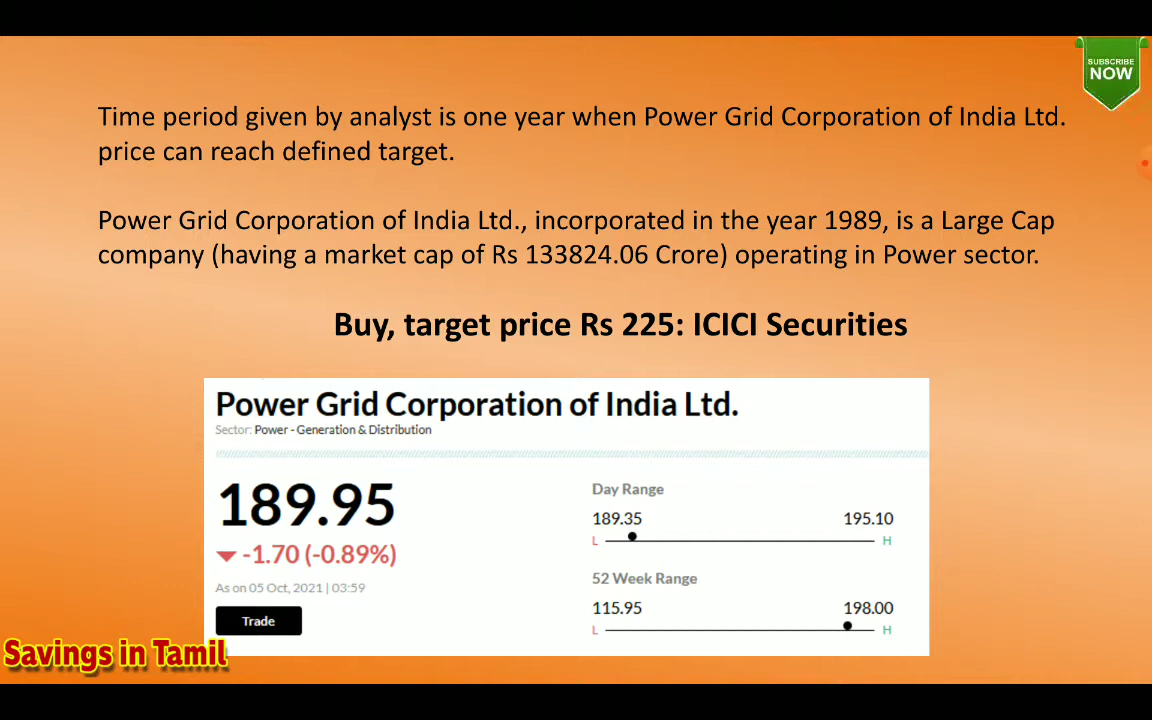 SUBSCRIBE
NOW
Time period given by analyst is one year when Power Grid Corporation of India Ltd.
price can reach defined target.
Power Grid Corporation of India Ltd., incorporated in the year 1989, is a Large Cap
company (having a market cap of Rs 133824.06 Crore) operating in Power sector.
Buy, target price Rs 225: ICICI Securities
Power Grid Corporation of India Ltd.
Sector: Power - Generation & Distribution
189.95
-1.70 (-0.89%)
As on 05 Oct, 2021 | 03:59
Trade
Day Range
189.35 195.10
L H
52 Week Range
115.95 198.00
L H
Savings in Tamil